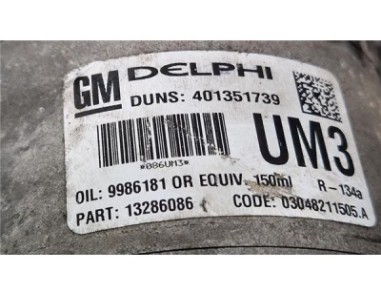 GM DELPHI
DUNS: 401351739
*086UM3*
UM3
OIL: 9986181 OR EQUIV. 150ml R-134a
PART: 13286086 CODE: 03048211505.A